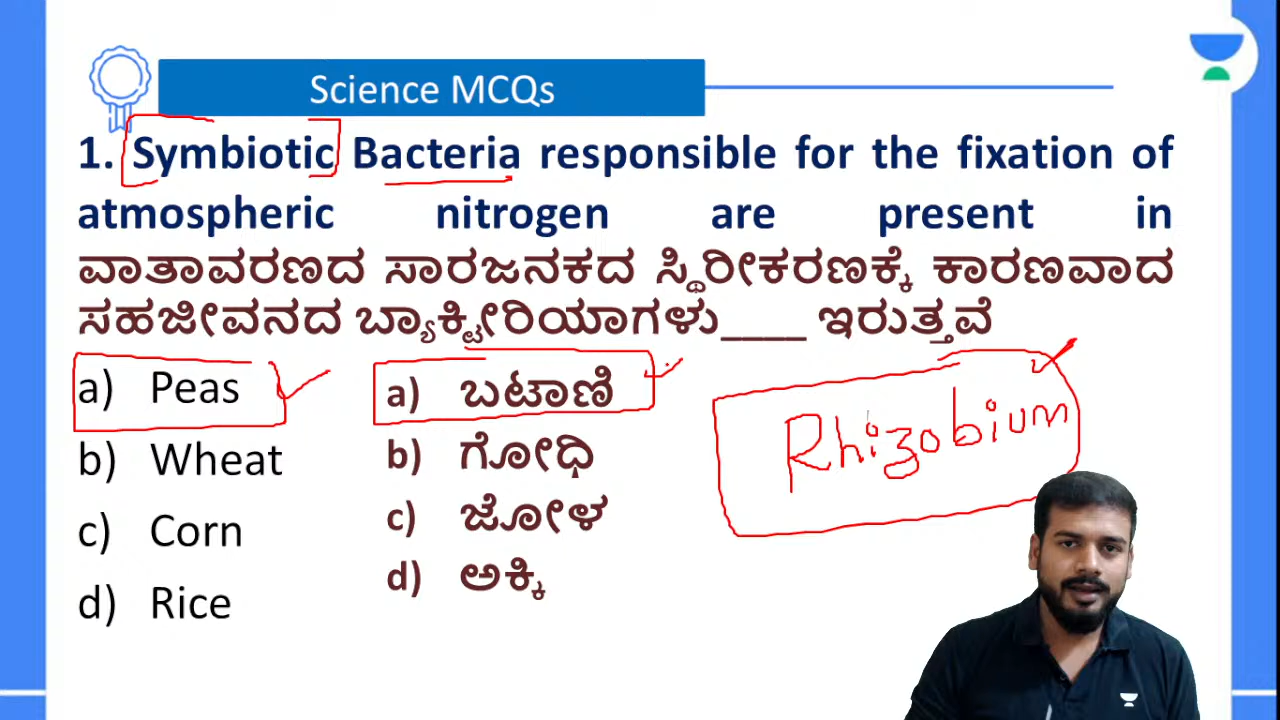 Science MCQs
1. Symbiotic Bacteria responsible for the fixation of
atmospheric nitrogen are present in
ವಾತಾವರಣದ ಸಾರಜನಕದ ಸ್ಥಿರೀಕರಣಕ್ಕೆ ಕಾರಣವಾದ
ಸಹಜೀವನದ ಬ್ಯಾಕ್ಟೀರಿಯಾಗಳು____ ಇರುತ್ತವೆ
a) Peas
b) Wheat
c) Corn
d) Rice
a) ಬಟಾಣಿ
b) ಗೋಧಿ
c) ಜೋಳ
d) ಅಕ್ಕಿ
Rhizobium